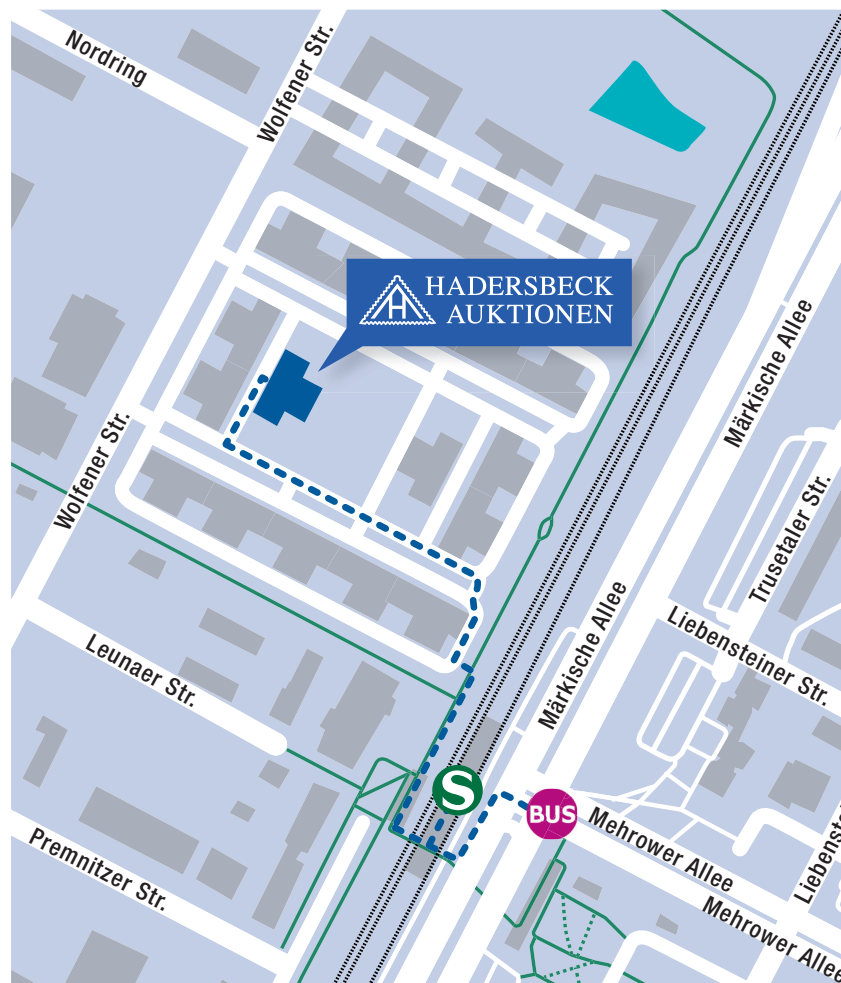 Nordring
Wolfener Str.
HADERSBECK
AUKTIONEN
Märkische Allee
Wolfener Str.
Trusetaler Str.
Märkische Allee
Liebensteiner Str.
Leunaer Str.
S
BUS
Mehrower Allee
Premnitzer Str.
Mehrower Allee
Liebenstei